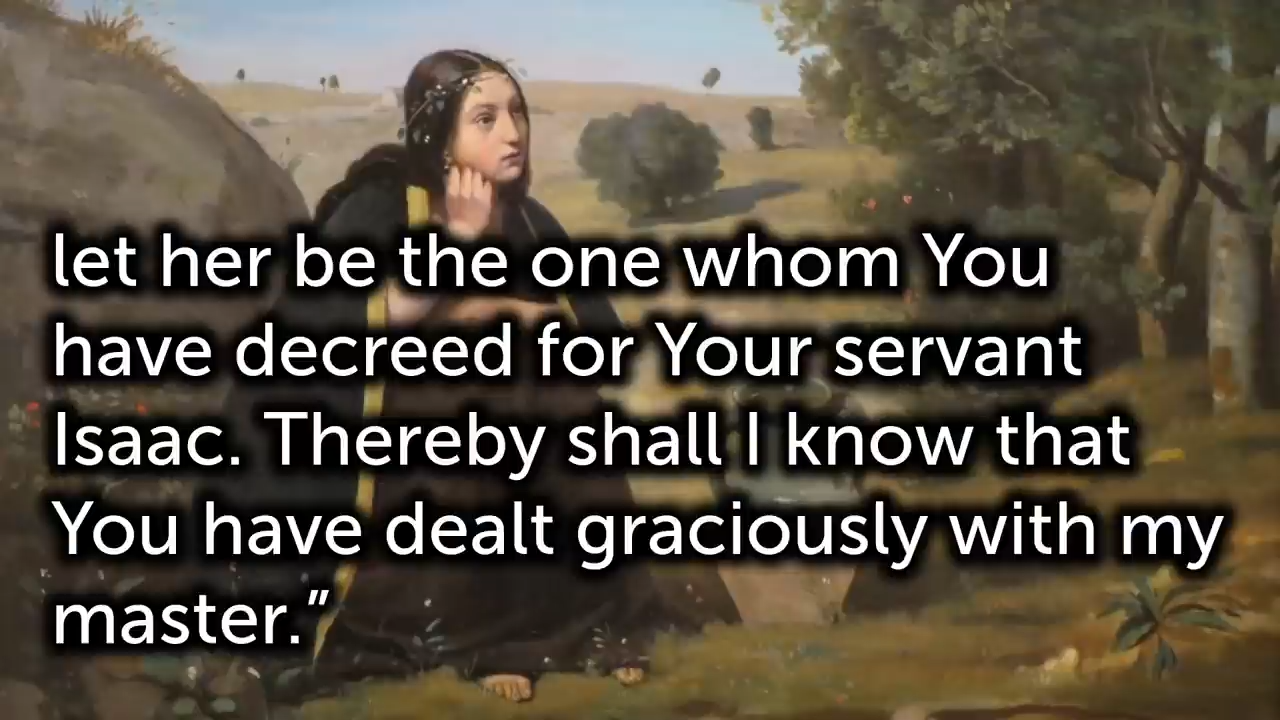 let her be the one whom You
have decreed for Your servant
Isaac. Thereby shall I know that
You have dealt graciously with my
master.”